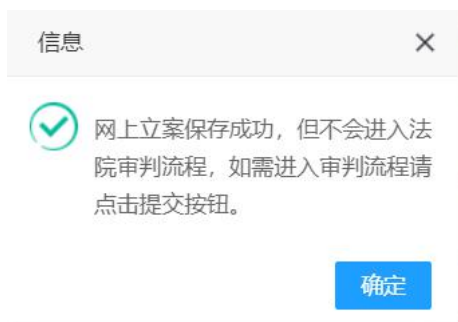 信息
网上立案保存成功，但不会进入法
院审判流程，如需进入审判流程请
点击提交按钮。
确定